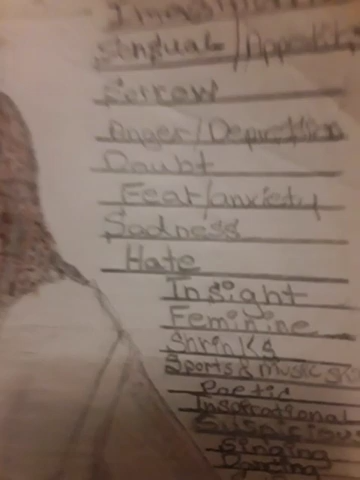 Sensual/Appetite
Sorrow
Anger/Depression
Doubt
Fear/anxiety
Sadness
Hate
Insight
Feminine
Shrinks
Sports & music
Poetic
Inspirational
Suspicious
Singing
Dancing